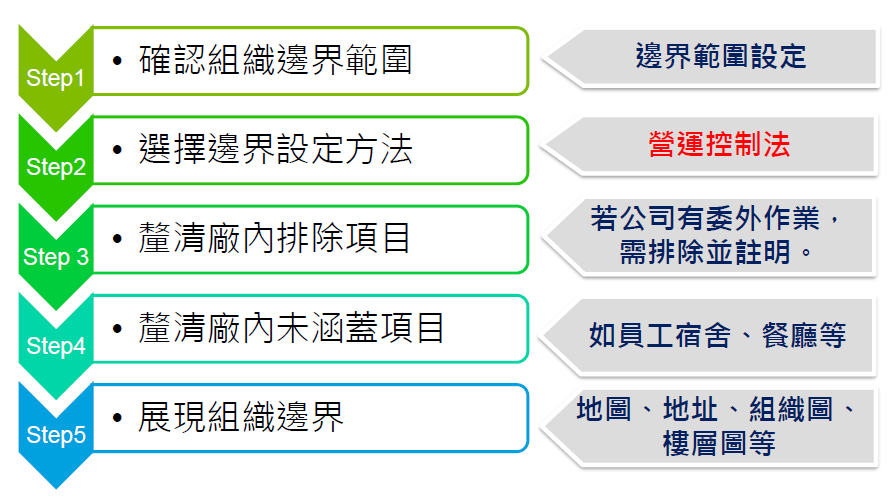 Step1
• 確認組織邊界範圍
邊界範圍設定
Step2
• 選擇邊界設定方法
營運控制法
Step 3
• 釐清廠內排除項目
若公司有委外作業，
需排除並註明。
Step4
• 釐清廠內未涵蓋項目
如員工宿舍、餐廳等
Step5
• 展現組織邊界
地圖、地址、組織圖、
樓層圖等